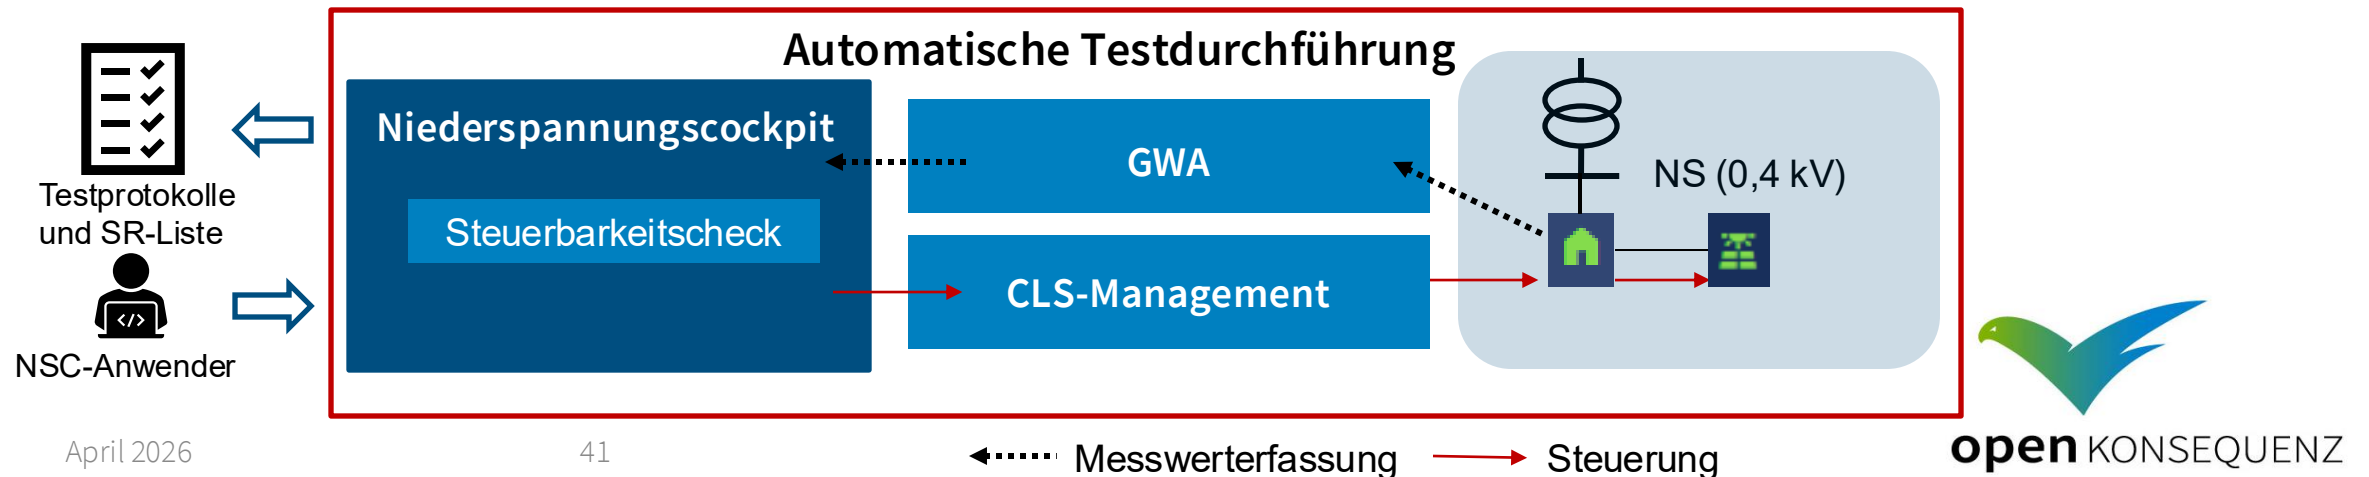 Automatische Testdurchführung
Testprotokolle
und SR-Liste
NSC-Anwender
Niederspannungscockpit
Steuerbarkeitscheck
GWA
CLS-Management
NS (0,4 kV)
</>
April 2026
41
Messwerterfassung
Steuerung
open KONSEQUENZ